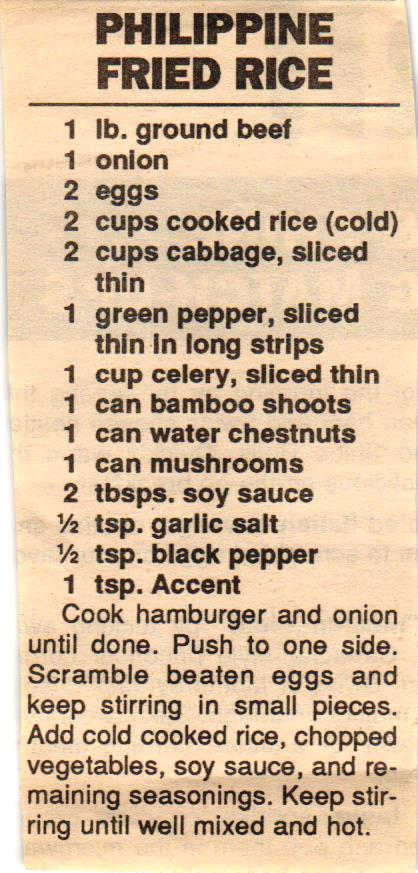 PHILIPPINE
FRIED RICE
1 lb. ground beef
1 onion
2 eggs
2 cups cooked rice (cold)
2 cups cabbage, sliced
thin
1 green pepper, sliced
thin in long strips
1 cup celery, sliced thin
1 can bamboo shoots
1 can water chestnuts
1 can mushrooms
2 tbsps. soy sauce
½ tsp. garlic salt
½ tsp. black pepper
1 tsp. Accent
Cook hamburger and onion
until done. Push to one side.
Scramble beaten eggs and
keep stirring in small pieces.
Add cold cooked rice, chopped
vegetables, soy sauce, and re-
maining seasonings. Keep stir-
ring until well mixed and hot.